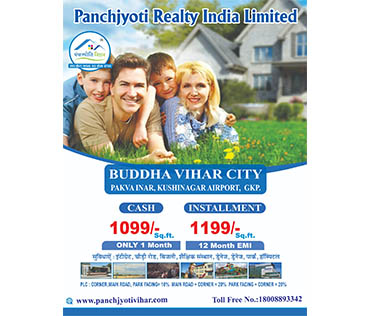 Panchjyoti Realty India Limited
पंचज्योति विहार
BUDDHA VIHAR CITY
PAKVA INAR, KUSHINAGAR AIRPORT, GKP.
CASH INSTALLMENT
1099/- Sq.ft. 1199/- Sq.ft.
ONLY 1 Month 12 Month EMI
सुविधाएँ : इंटीग्रेट, चौड़ी रोड, बिजली, शैक्षिक संस्थान, ड्रेनेज, ड्रेनेज, पार्क, हॉस्पिटल
PLC : CORNER,MAIN ROAD, PARK FACING= 10% MAIN ROAD + CORNER = 20% PARK FACING + CORNER = 20%
www.panchjyotivihar.com Toll Free No.:18008893342